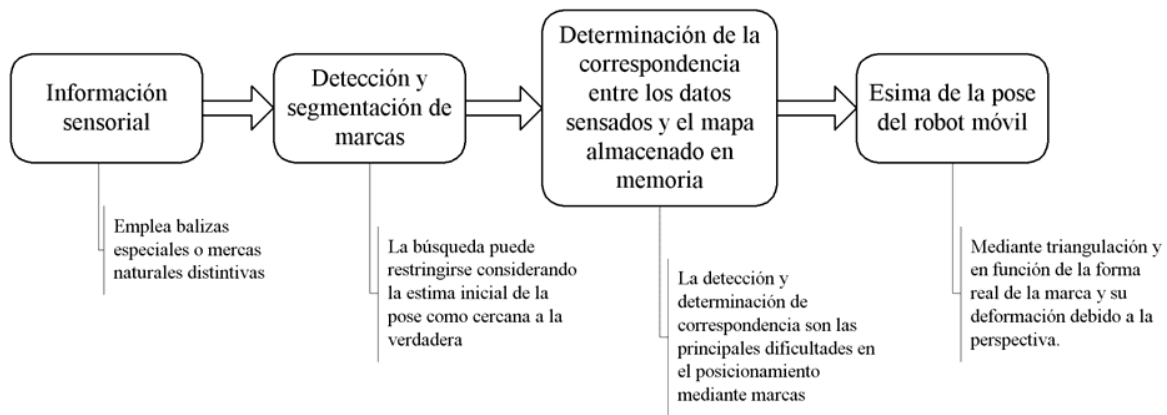 Información
sensorial
Detección y
segmentación de
marcas
Determinación de la
correspondencia
entre los datos
sensados y el mapa
almacenado en
memoria
Esima de la pose
del robot móvil
Emplea balizas
especiales o mercas
naturales distintivas
La búsqueda puede
restringirse considerando
la estima inicial de la
pose como cercana a la
verdadera
La detección y
determinación de
correspondencia son las
principales dificultades en
el posicionamiento
mediante marcas
Mediante triangulación y
en función de la forma
real de la marca y su
deformación debido a la
perspectiva.